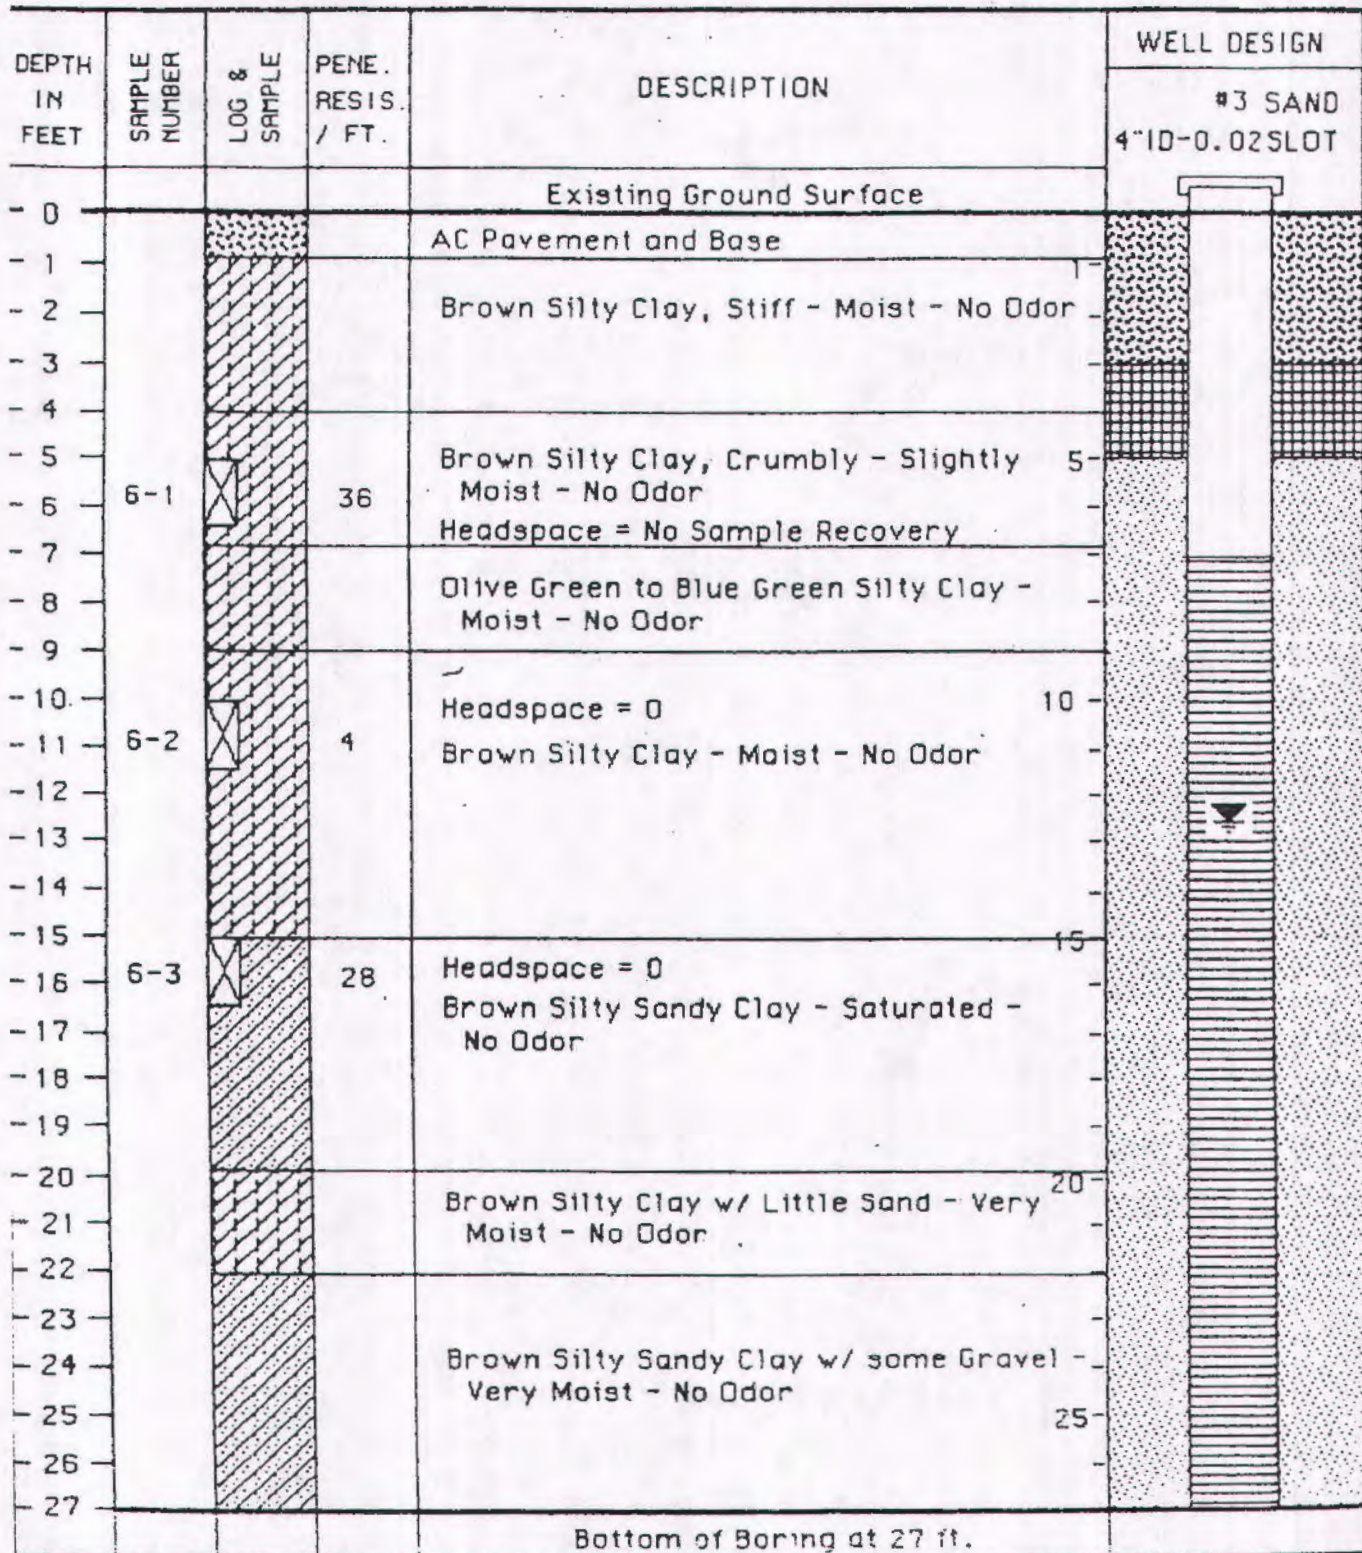 DEPTH
IN
FEET
SAMPLE
NUMBER
LOG &
SAMPLE
PENE.
RESIS.
/ FT.
DESCRIPTION
WELL DESIGN
#3 SAND
4"ID-0.02SLOT
Existing Ground Surface
- 0
AC Pavement and Base
- 1 -
1
- 2 -
Brown Silty Clay, Stiff - Moist - No Odor
- 3 -
- 4 -
- 5 -
Brown Silty Clay, Crumbly - Slightly
5
6-1
36
Moist - No Odor
- 6 -
Headspace = No Sample Recovery
- 7 -
Olive Green to Blue Green Silty Clay -
- 8 -
Moist - No Odor
- 9 -
- 10 -
Headspace = 0
10
- 11 -
6-2
4
Brown Silty Clay - Moist - No Odor
- 12 -
- 13 -
- 14 -
- 15 -
15
6-3
28
Headspace = 0
- 16 -
Brown Silty Sandy Clay - Saturated -
- 17 -
No Odor
- 18 -
- 19 -
- 20 -
20
Brown Silty Clay w/ Little Sand - Very
- 21 -
Moist - No Odor
- 22 -
- 23 -
- 24 -
Brown Silty Sandy Clay w/ some Gravel -
Very Moist - No Odor
- 25 -
25
- 26 -
- 27
Bottom of Boring at 27 ft.